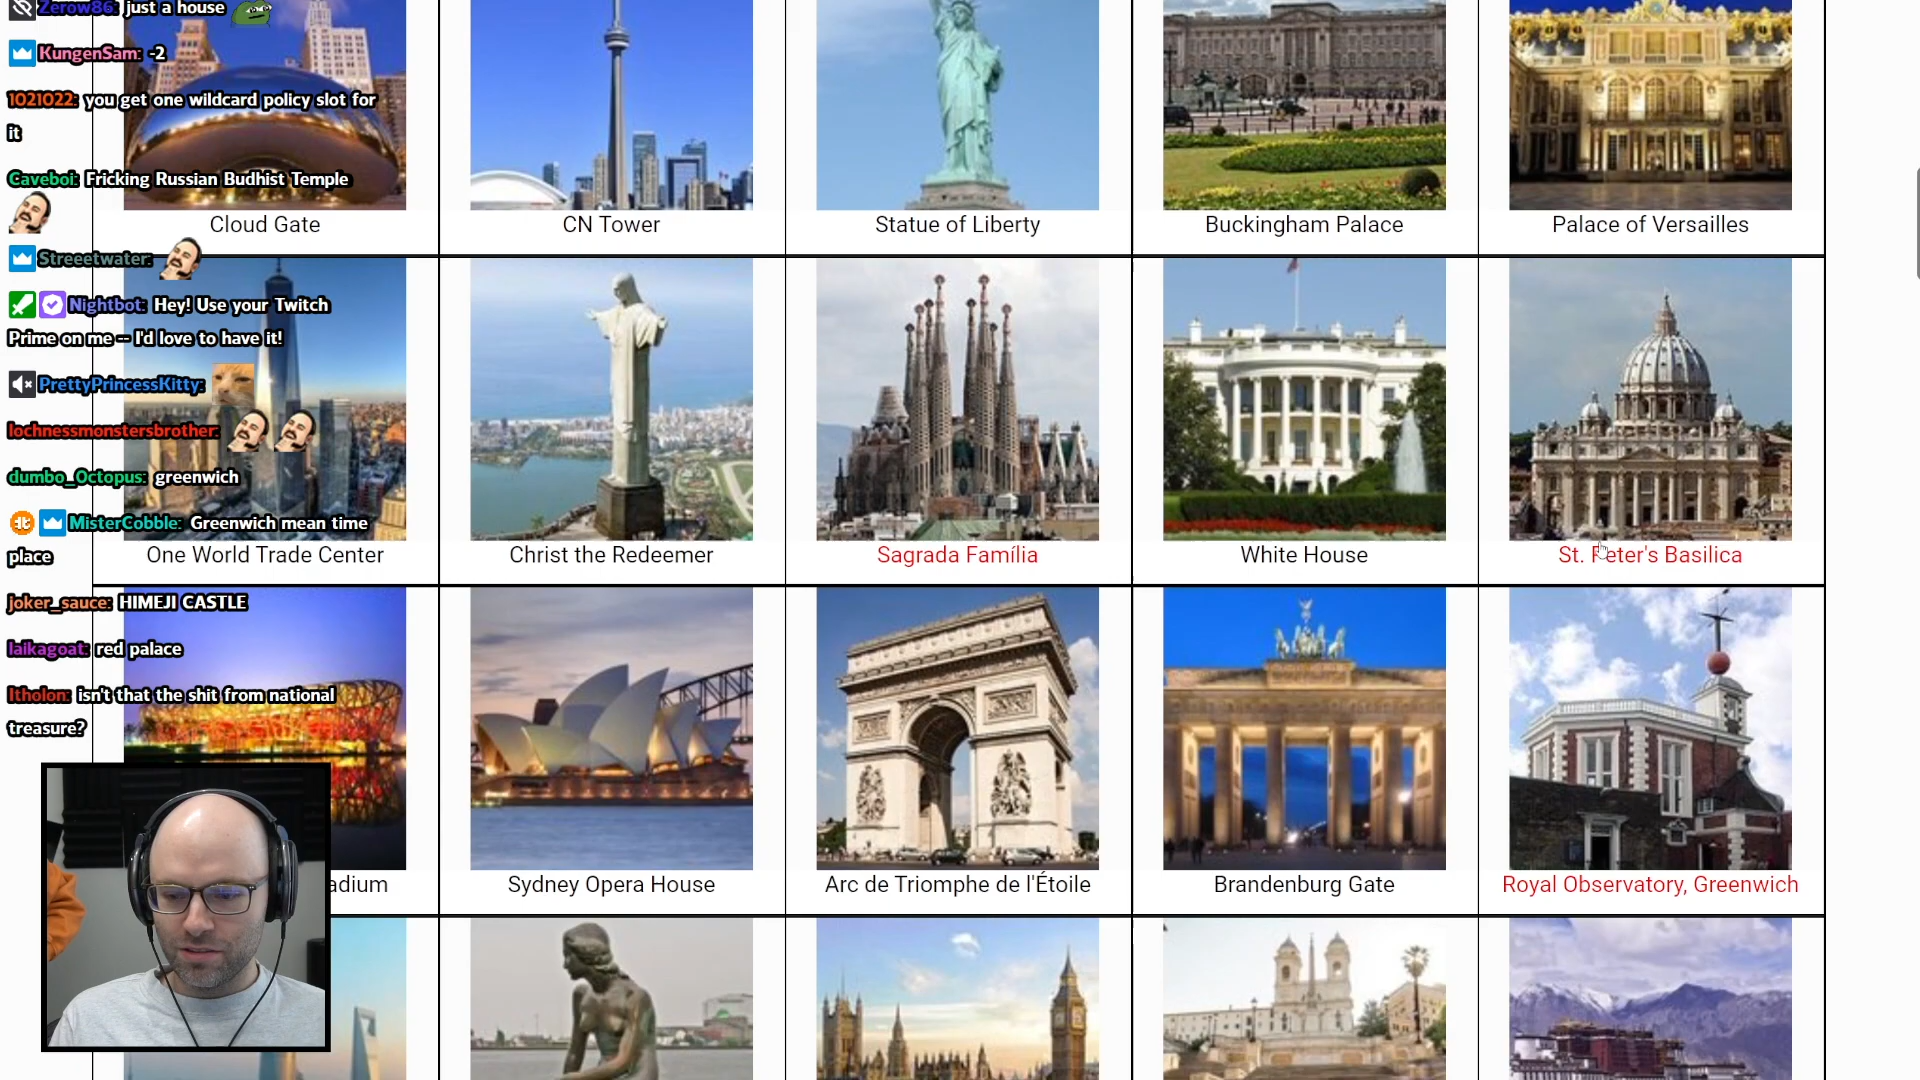 Zerow86: just a house
KungenSam: -2
1021022: you get one wildcard policy slot for
it
Caveboi: Fricking Russian Budhist Temple
Cloud Gate
CN Tower
Statue of Liberty
Buckingham Palace
Palace of Versailles
Streeetwater:
Nightbot: Hey! Use your Twitch
Prime on me -- I'd love to have it!
PrettyPrincessKitty:
lochnessmonstersbrother:
dumbo_Octopus: greenwich
MisterCobble: Greenwich mean time
place
One World Trade Center
Christ the Redeemer
Sagrada Família
White House
St. Peter's Basilica
joker_sauce: HIMEJI CASTLE
laikagoat: red palace
Itholon: isn't that the shit from national
treasure?
adium
Sydney Opera House
Arc de Triomphe de l'Étoile
Brandenburg Gate
Royal Observatory, Greenwich